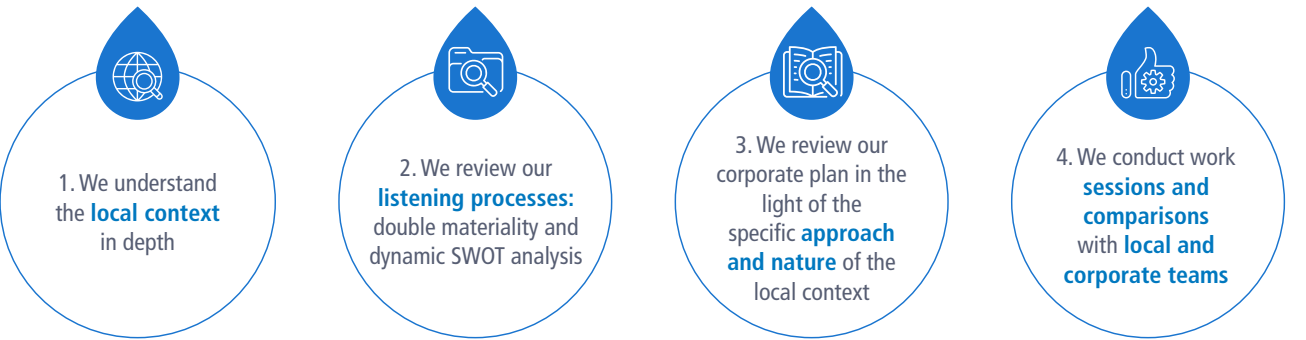 1. We understand
the local context
in depth
2. We review our
listening processes:
double materiality and
dynamic SWOT analysis
3. We review our
corporate plan in the
light of the
specific approach
and nature of the
local context
4. We conduct work
sessions and
comparisons
with local and
corporate teams